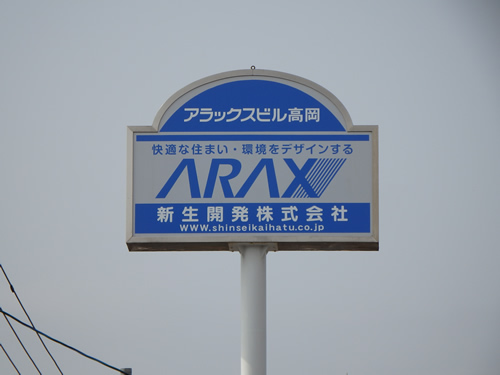 アラックスビル高岡
快適な住まい・環境をデザインする
ARAX
新生開発株式会社
WWW.shinseikaihatu.co.jp